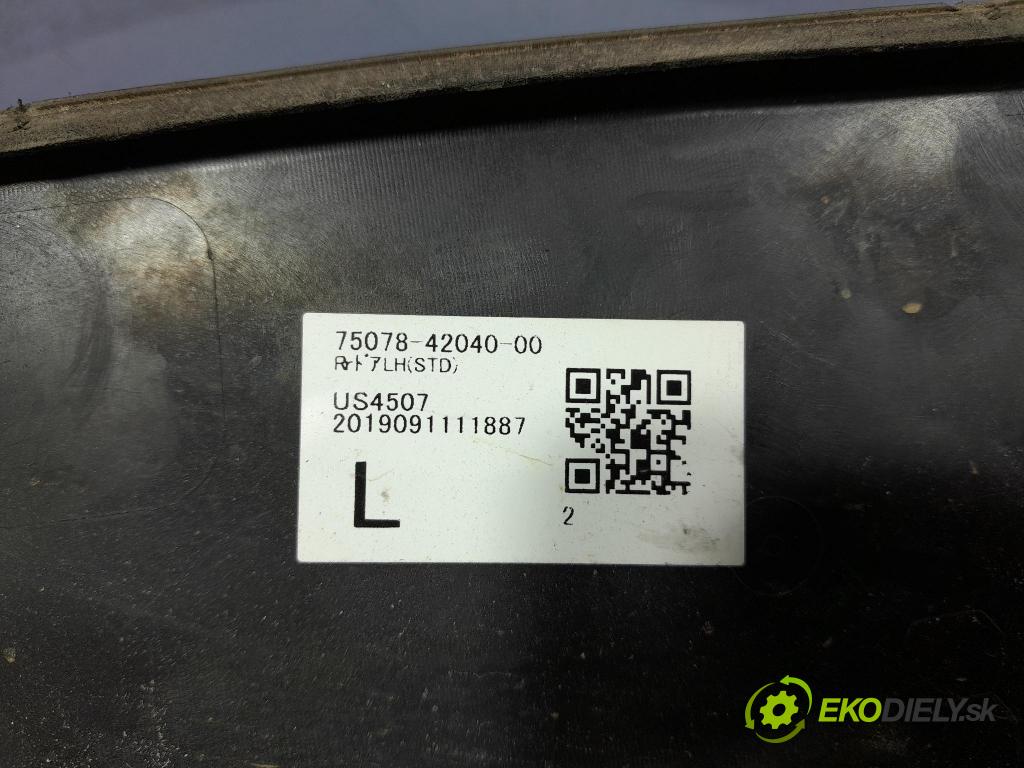 75078-42040-00
RrﾄﾞｱLH(STD)
US4507
2019091111887
L
2
EKODIELY.sk